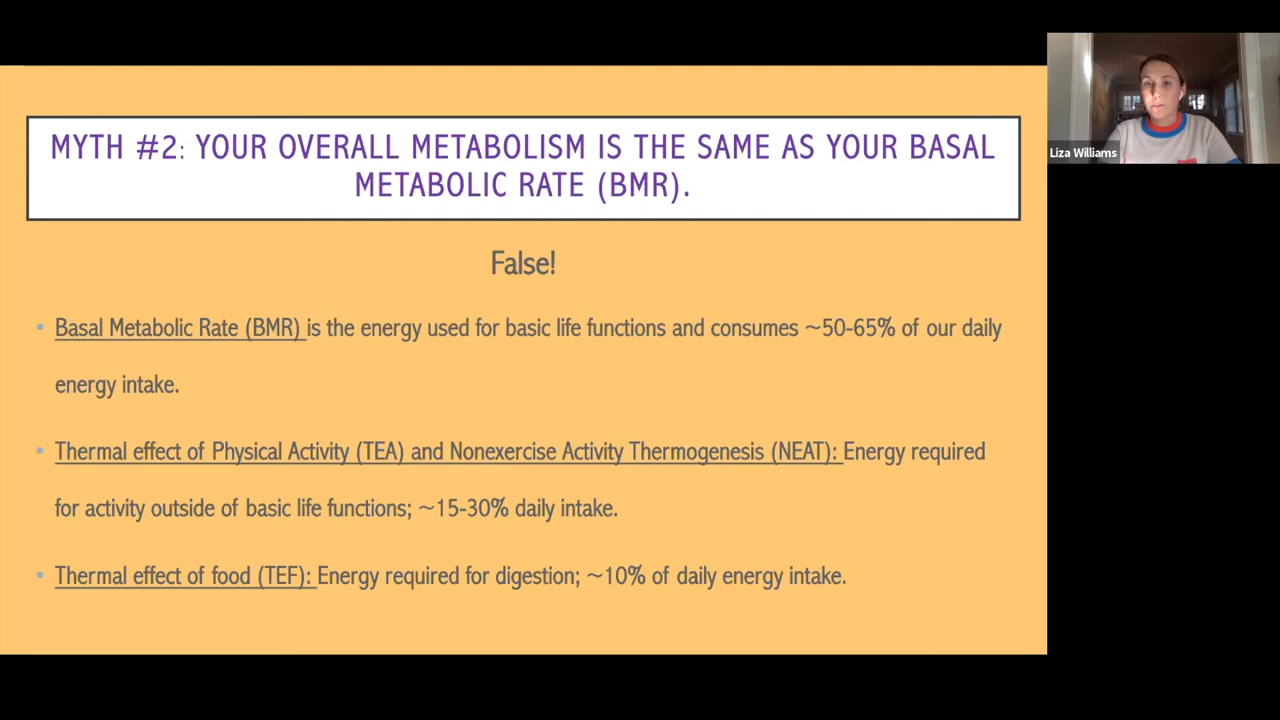 MYTH #2: YOUR OVERALL METABOLISM IS THE SAME AS YOUR BASAL
METABOLIC RATE (BMR).
False!
• Basal Metabolic Rate (BMR) is the energy used for basic life functions and consumes ~50-65% of our daily
energy intake.
• Thermal effect of Physical Activity (TEA) and Nonexercise Activity Thermogenesis (NEAT): Energy required
for activity outside of basic life functions; ~15-30% daily intake.
• Thermal effect of food (TEF): Energy required for digestion; ~10% of daily energy intake.
Liza Williams